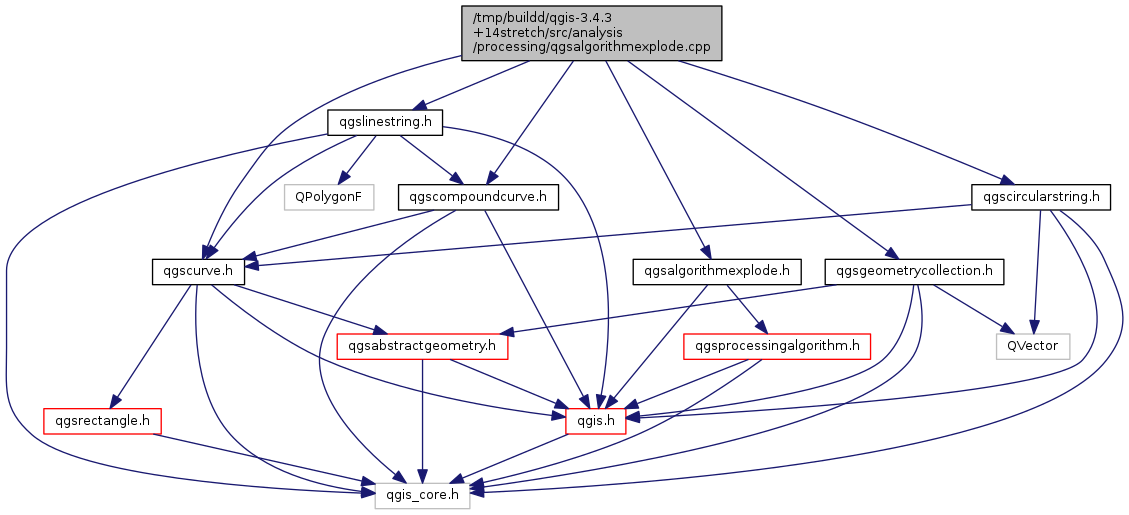 /tmp/buildd/qgis-3.4.3
+14stretch/src/analysis
/processing/qgsalgorithmexplode.cpp
qgslinestring.h
QPolygonF
qgscompoundcurve.h
qgscircularstring.h
qgscurve.h
qgsalgorithmexplode.h
qgsgeometrycollection.h
qgsabstractgeometry.h
qgsprocessingalgorithm.h
QVector
qgsrectangle.h
qgis.h
qgis_core.h